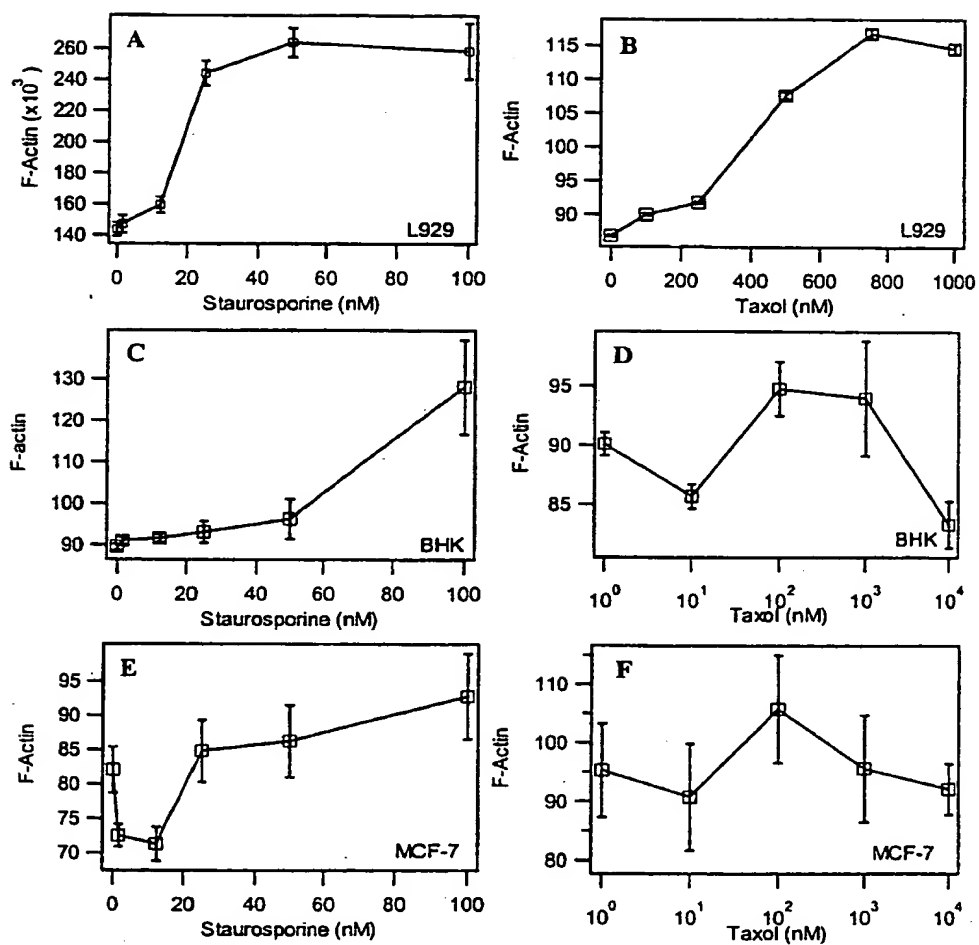 A
F-Actin (x10³)
260
240
220
200
180
160
140
L929
0 20 40 60 80 100
Staurosporine (nM)
B
F-Actin
115
110
105
100
95
90
L929
0 200 400 600 800 1000
Taxol (nM)
C
F-actin
130
120
110
100
90
BHK
0 20 40 60 80 100
Staurosporine (nM)
D
F-Actin
95
90
85
BHK
10⁰ 10¹ 10² 10³ 10⁴
Taxol (nM)
E
F-Actin
95
90
85
80
75
70
MCF-7
0 20 40 60 80 100
Staurosporine (nM)
F
F-Actin
110
100
90
80
MCF-7
10⁰ 10¹ 10² 10³ 10⁴
Taxol (nM)